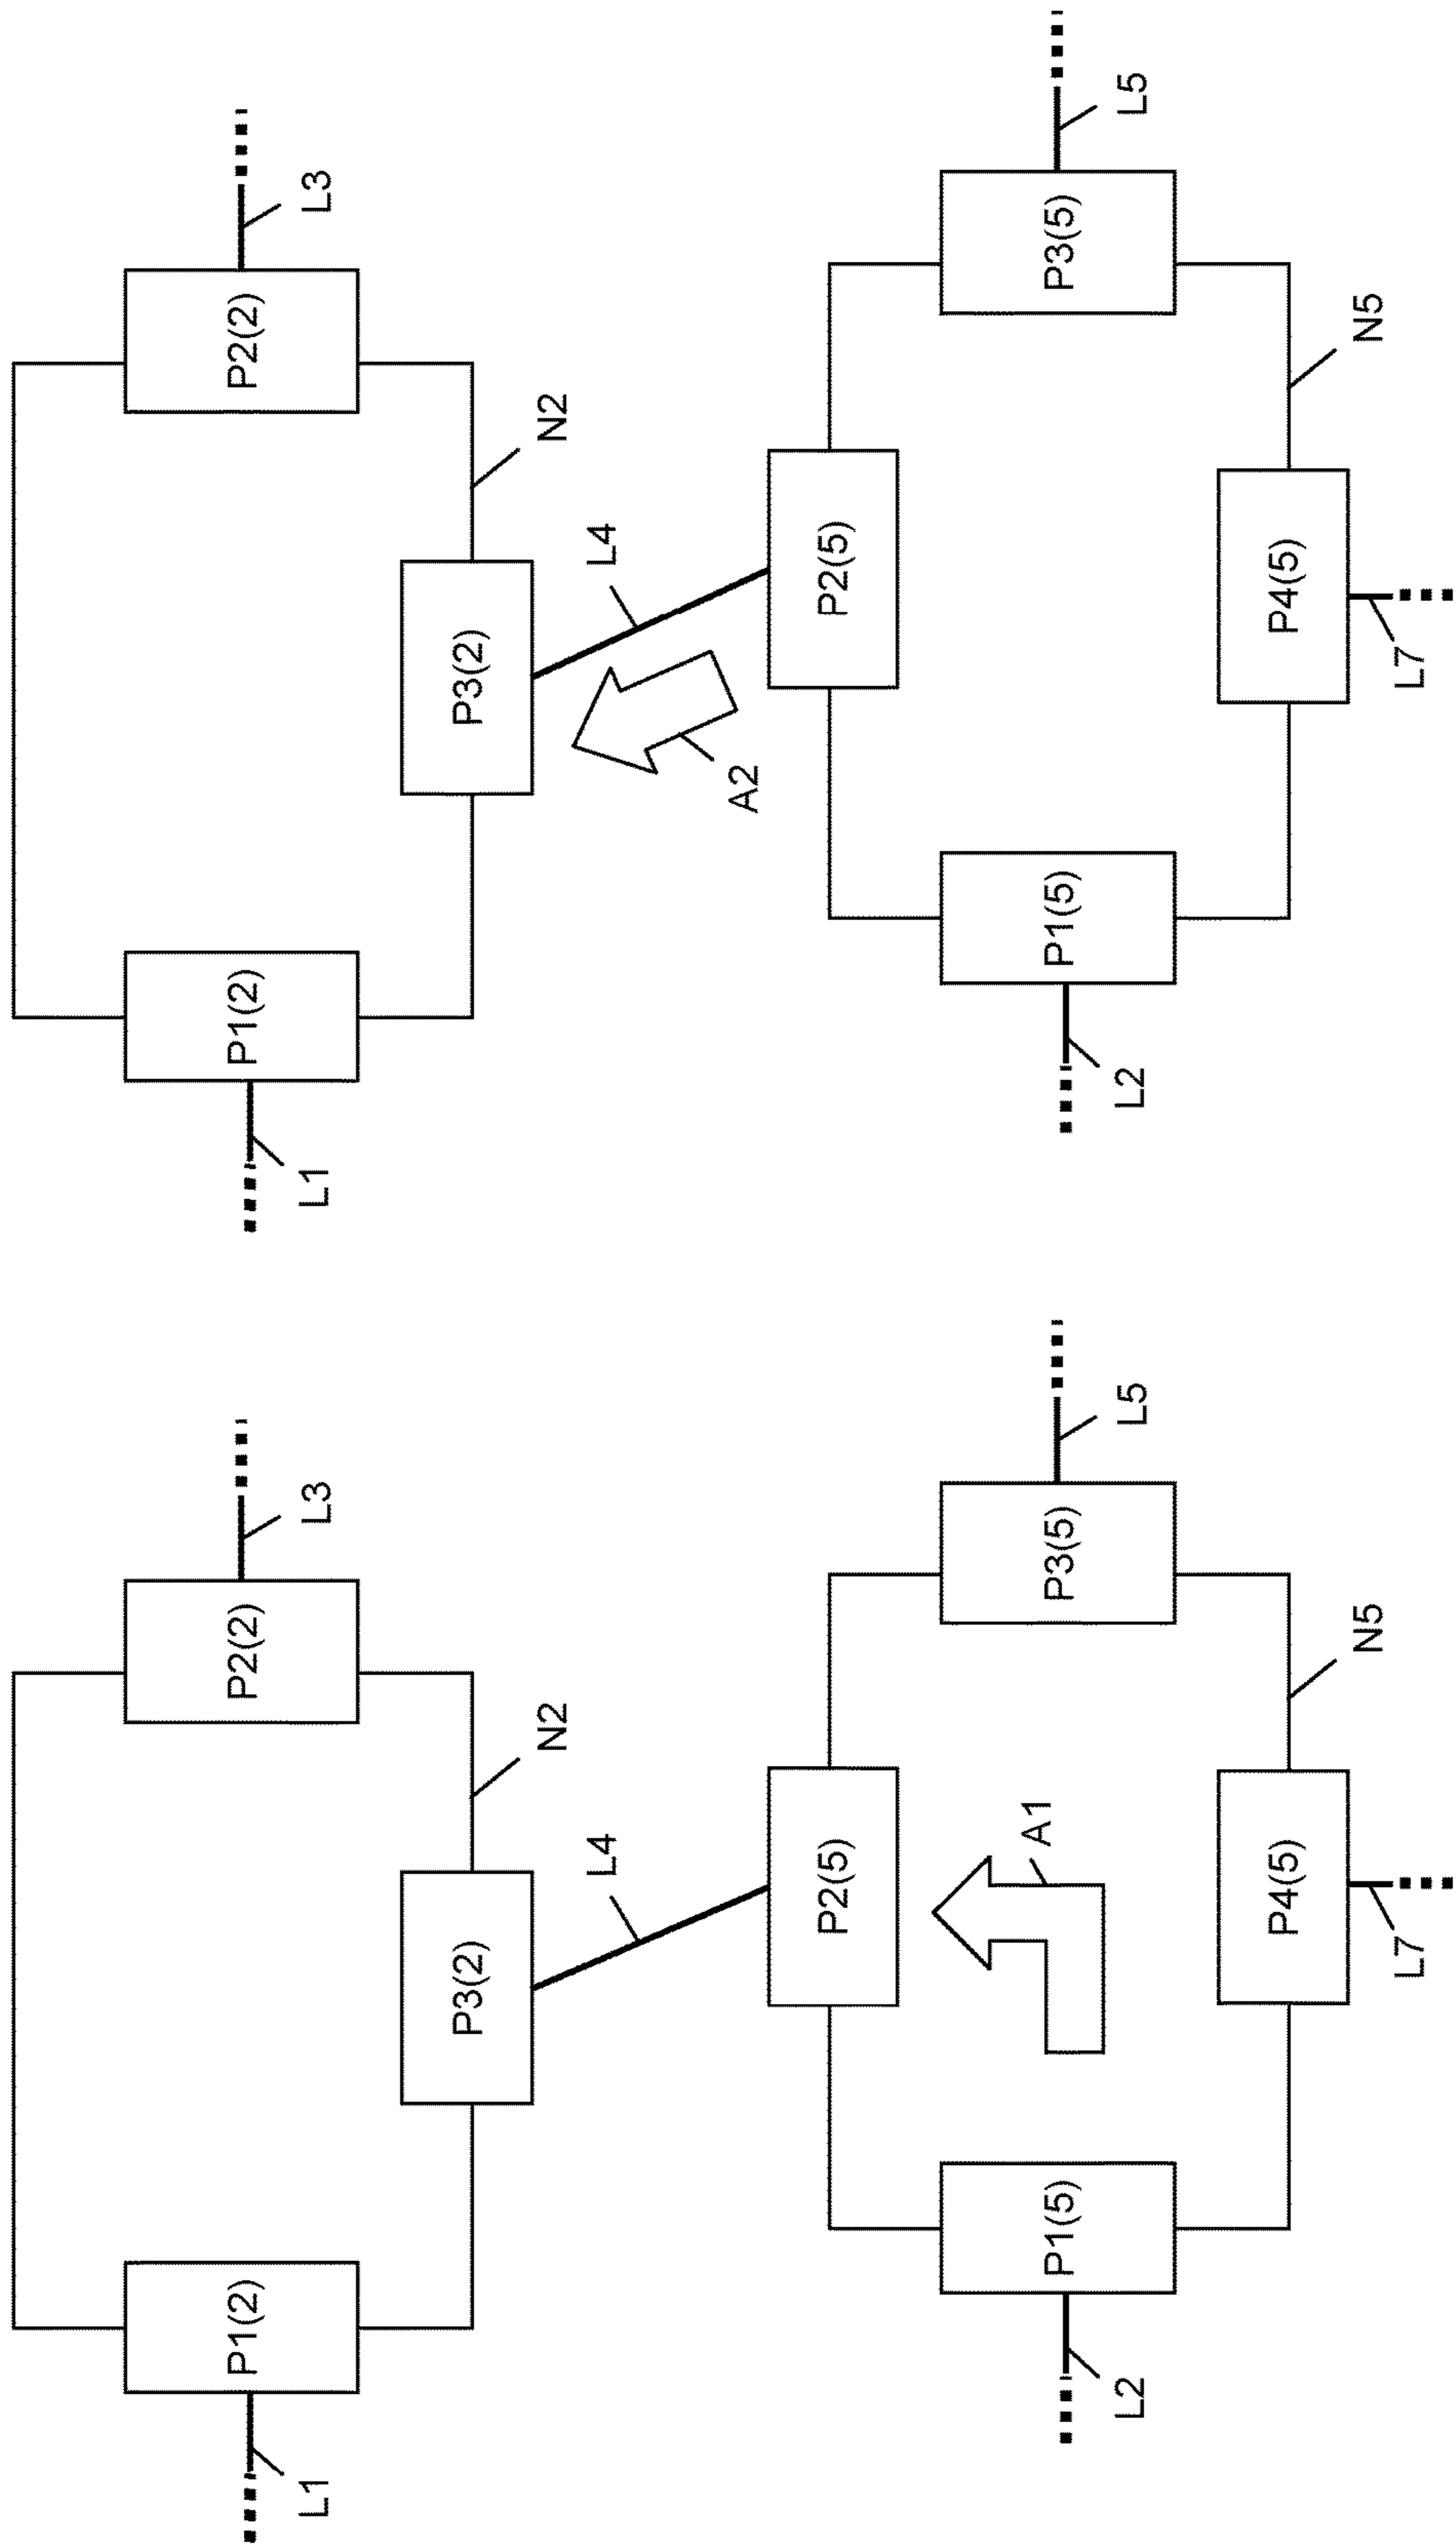 P1(2)
L1
P2(2)
L3
P3(2)
N2
L4
P2(5)
P1(5)
L2
A1
P3(5)
L5
P4(5)
N5
L7
P1(2)
L1
P2(2)
L3
P3(2)
N2
L4
A2
P2(5)
P1(5)
L2
P3(5)
L5
P4(5)
N5
L7